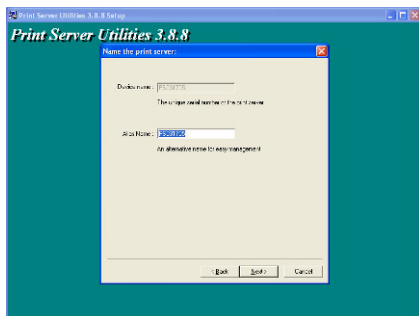 Print Server Utilities 3.8.8 Setup
Print Server Utilities 3.8.8
Name the print server:
Device name :
The unique serial number of the print server
Alias Name :
An alternative name for easy management
< Back Next > Cancel